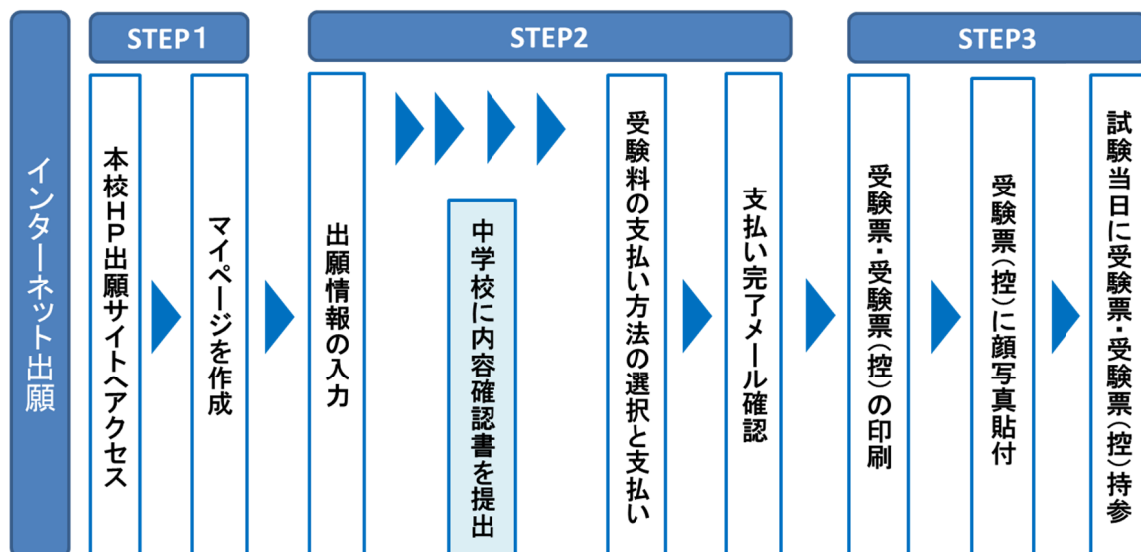 インターネット出願
STEP1
本校HP出願サイトへアクセス
マイページを作成
STEP2
出願情報の入力
中学校に内容確認書を提出
受験料の支払い方法の選択と支払い
支払い完了メール確認
STEP3
受験票・受験票(控)の印刷
受験票(控)に顔写真貼付
試験当日に受験票・受験票(控)持参